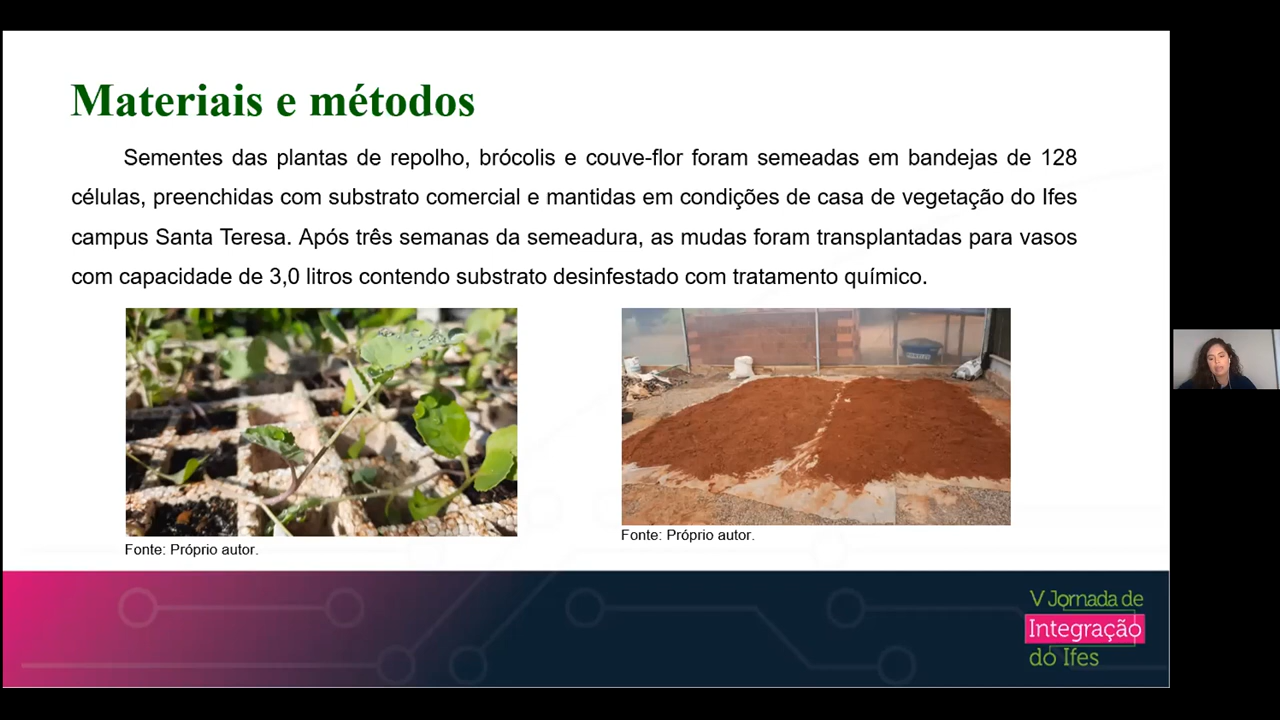 Materiais e métodos
Sementes das plantas de repolho, brócolis e couve-flor foram semeadas em bandejas de 128
células, preenchidas com substrato comercial e mantidas em condições de casa de vegetação do Ifes
campus Santa Teresa. Após três semanas da semeadura, as mudas foram transplantadas para vasos
com capacidade de 3,0 litros contendo substrato desinfestado com tratamento químico.
Fonte: Próprio autor.
Fonte: Próprio autor.
V Jornada de
Integração
do Ifes